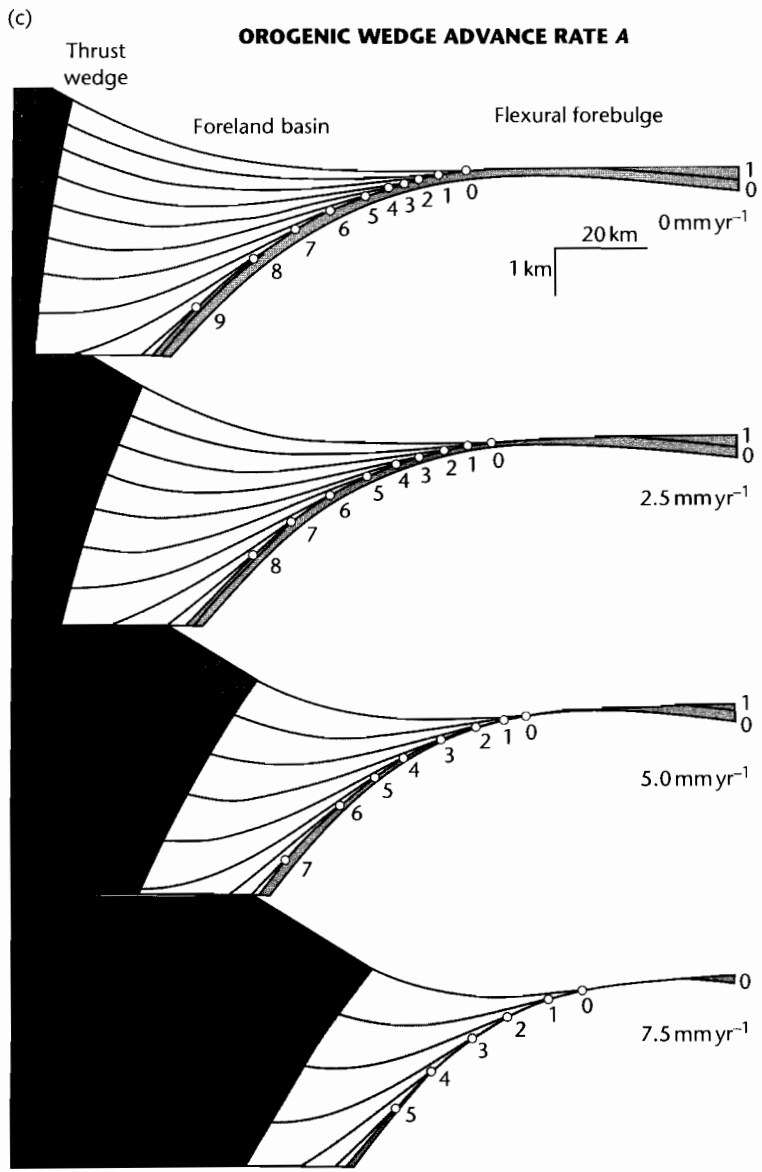 (c)
OROGENIC WEDGE ADVANCE RATE A
Thrust
wedge
Foreland basin
Flexural forebulge
1
0
9 8 7 6 5 4 3 2 1 0
0 mm yr⁻¹
20 km
1 km
1
0
8 7 6 5 4 3 2 1 0
2.5 mm yr⁻¹
1
0
7 6 5 4 3 2 1 0
5.0 mm yr⁻¹
0
5 4 3 2 1 0
7.5 mm yr⁻¹